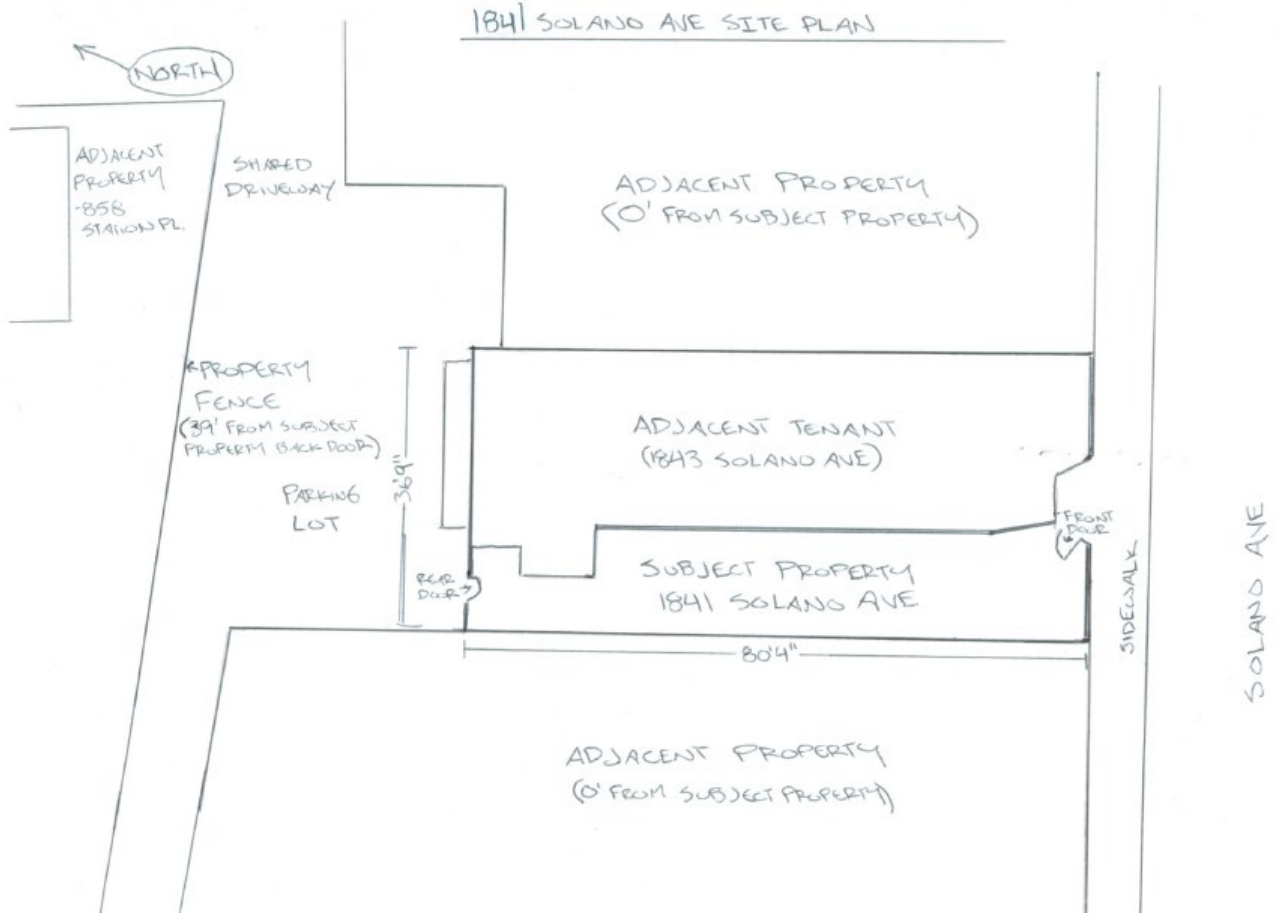 1841 SOLANO AVE SITE PLAN
NORTH
ADJACENT
PROPERTY
-858
STATION PL.
SHARED
DRIVEWAY
ADJACENT PROPERTY
(0' FROM SUBJECT PROPERTY)
PROPERTY
FENCE
(39' FROM SUBJECT
PROPERTY BACK DOOR)
PARKING
LOT
36'9"
ADJACENT TENANT
(1843 SOLANO AVE)
FRONT
DOOR
REAR
DOOR
SUBJECT PROPERTY
1841 SOLANO AVE
80'4"
SIDEWALK
SOLANO AVE
ADJACENT PROPERTY
(0' FROM SUBJECT PROPERTY)